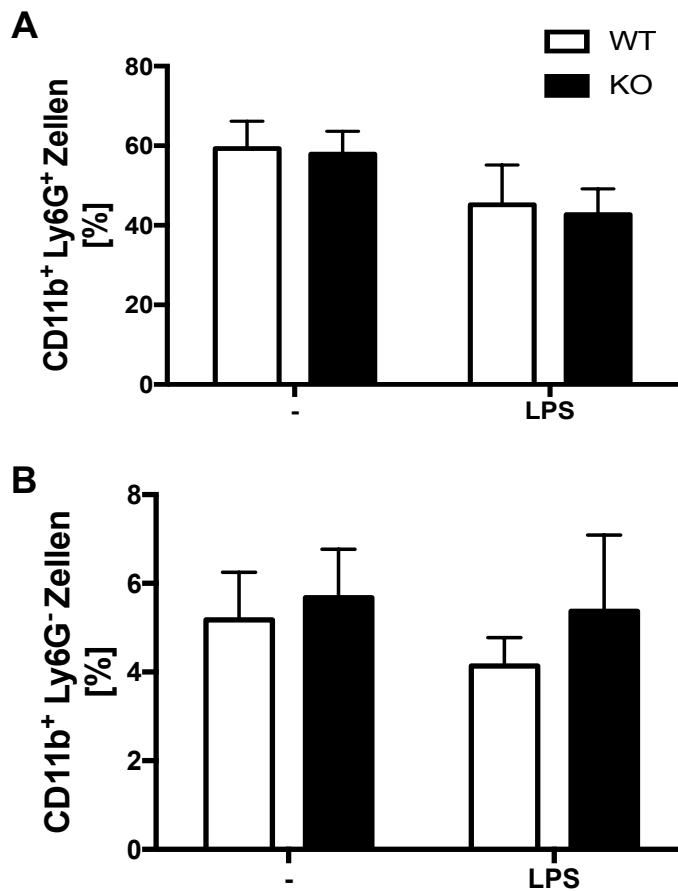 A
WT
KO
CD11b⁺ Ly6G⁺ Zellen
[%]
80
60
40
20
0
-
LPS
B
CD11b⁺ Ly6G⁻ Zellen
[%]
8
6
4
2
0
-
LPS